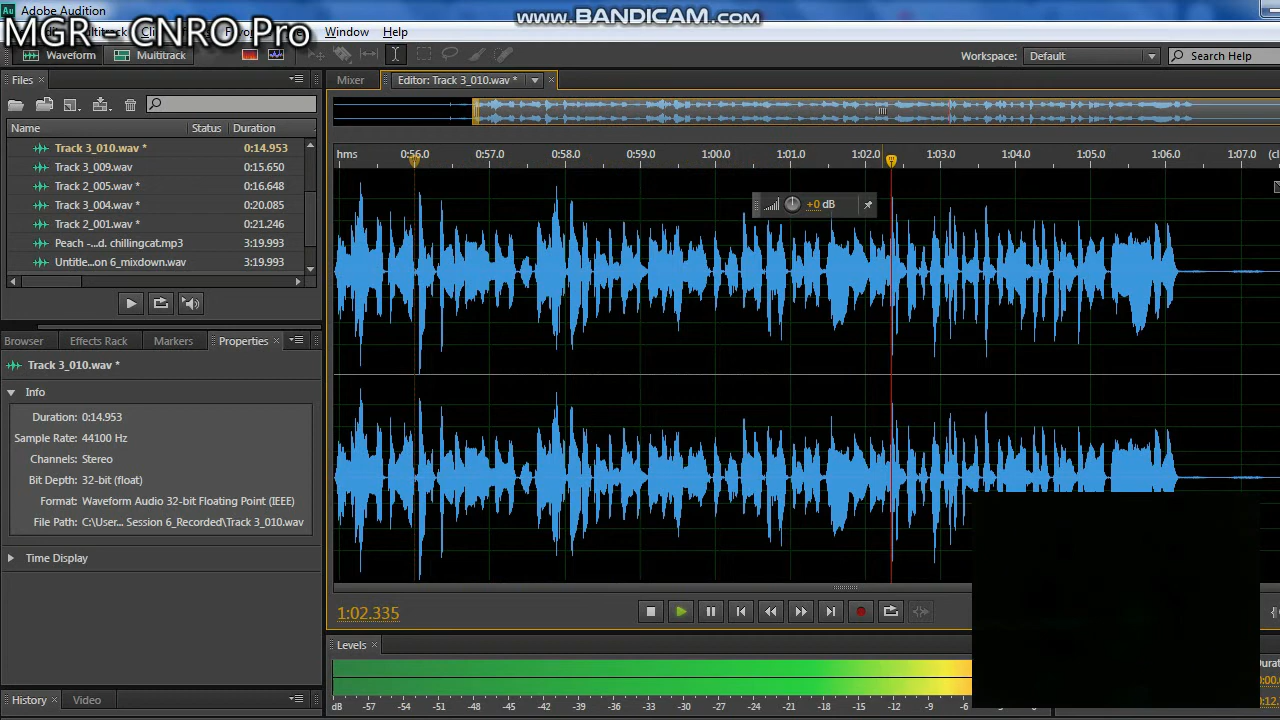 Adobe Audition
www.BANDICAM.com
MGR - CNRO Pro
Window Help
Waveform Multitrack
Workspace: Default Search Help
Files
Mixer Editor: Track 3_010.wav *
Name Status Duration
Track 3_010.wav * 0:14.953
Track 3_009.wav 0:15.650
Track 2_005.wav * 0:16.648
Track 3_004.wav * 0:20.085
Track 2_001.wav * 0:21.246
Peach -...d. chillingcat.mp3 3:19.993
Untitle...on 6_mixdown.wav 3:19.993
hms 0:56.0 0:57.0 0:58.0 0:59.0 1:00.0 1:01.0 1:02.0 1:03.0 1:04.0 1:05.0 1:06.0 1:07.0 (cl
+0 dB
Browser Effects Rack Markers Properties
Track 3_010.wav *
Info
Duration: 0:14.953
Sample Rate: 44100 Hz
Channels: Stereo
Bit Depth: 32-bit (float)
Format: Waveform Audio 32-bit Floating Point (IEEE)
File Path: C:\User... Session 6_Recorded\Track 3_010.wav
Time Display
1:02.335
Levels
dB -57 -54 -51 -48 -45 -42 -39 -36 -33 -30 -27 -24 -21 -18 -15 -12 -9 -6
History Video